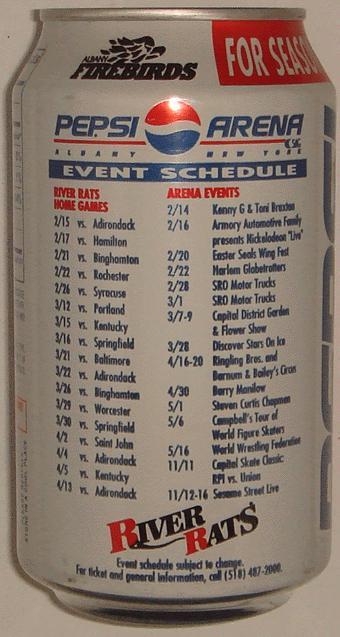 ALBANY
FIREBIRDS
FOR SEASO
PEPSI ARENA
ALBANY NEW YORK
EVENT SCHEDULE
RIVER RATS
HOME GAMES
2/15 vs. Adirondack
2/17 vs. Hamilton
2/21 vs. Binghamton
2/22 vs. Rochester
2/26 vs. Syracuse
3/12 vs. Portland
3/15 vs. Kentucky
3/16 vs. Springfield
3/21 vs. Baltimore
3/22 vs. Adirondack
3/26 vs. Binghamton
3/29 vs. Worcester
3/30 vs. Springfield
4/2 vs. Saint John
4/4 vs. Adirondack
4/5 vs. Kentucky
4/13 vs. Adirondack
ARENA EVENTS
2/14 Kenny G & Toni Braxton
2/16 Armory Automotive Family
presents Nickelodeon "Live"
2/20 Easter Seals Wing Fest
2/22 Harlem Globetrotters
2/28 SRO Motor Trucks
3/1 SRO Motor Trucks
3/7-9 Capital District Garden
& Flower Show
3/28 Discover Stars On Ice
4/16-20 Ringling Bros. and
Barnum & Bailey's Circus
4/30 Barry Manilow
5/1 Steven Curtis Chapman
5/6 Campbell's Tour of
World Figure Skaters
5/16 World Wrestling Federation
11/11 Capital Skate Classic
RPI vs. Union
11/12-16 Sesame Street Live
RIVER
RATS
Event schedule subject to change.
For ticket and general information, call (518) 487-2000.